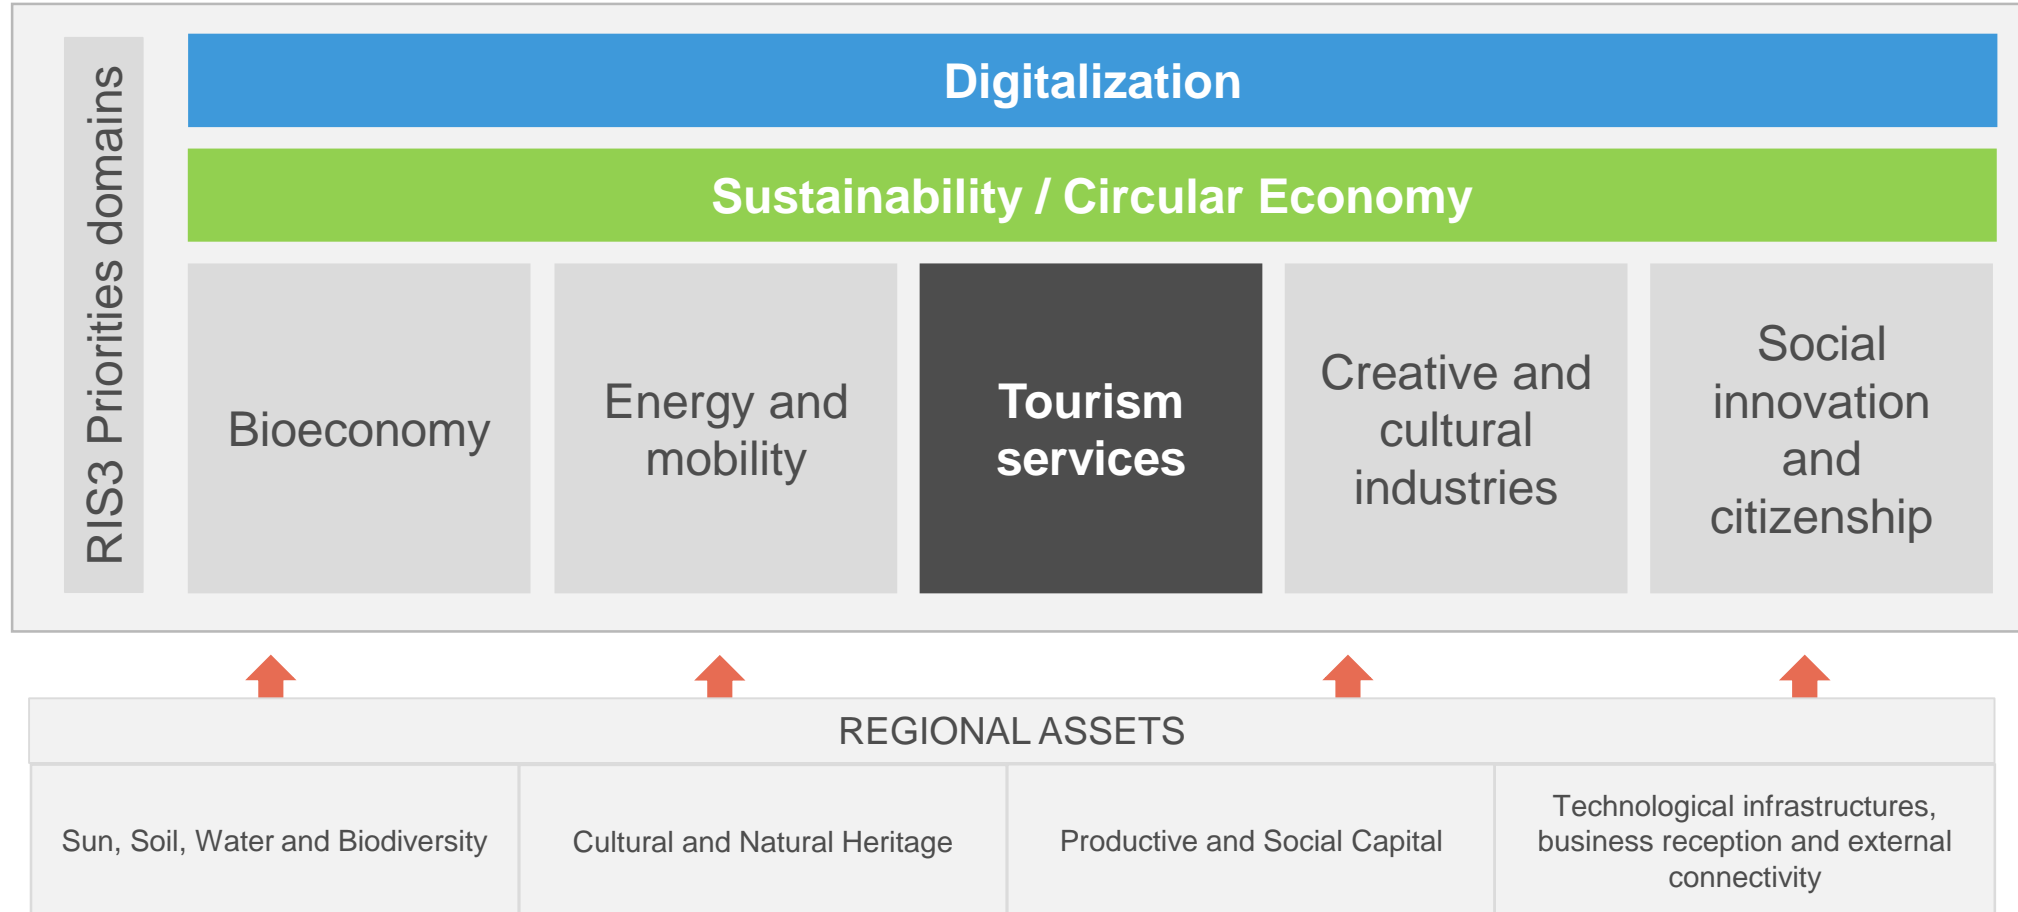 RIS3 Priorities domains
Digitalization
Sustainability / Circular Economy
Bioeconomy
Energy and
mobility
Tourism
services
Creative and
cultural
industries
Social
innovation
and
citizenship
REGIONAL ASSETS
Sun, Soil, Water and Biodiversity
Cultural and Natural Heritage
Productive and Social Capital
Technological infrastructures,
business reception and external
connectivity